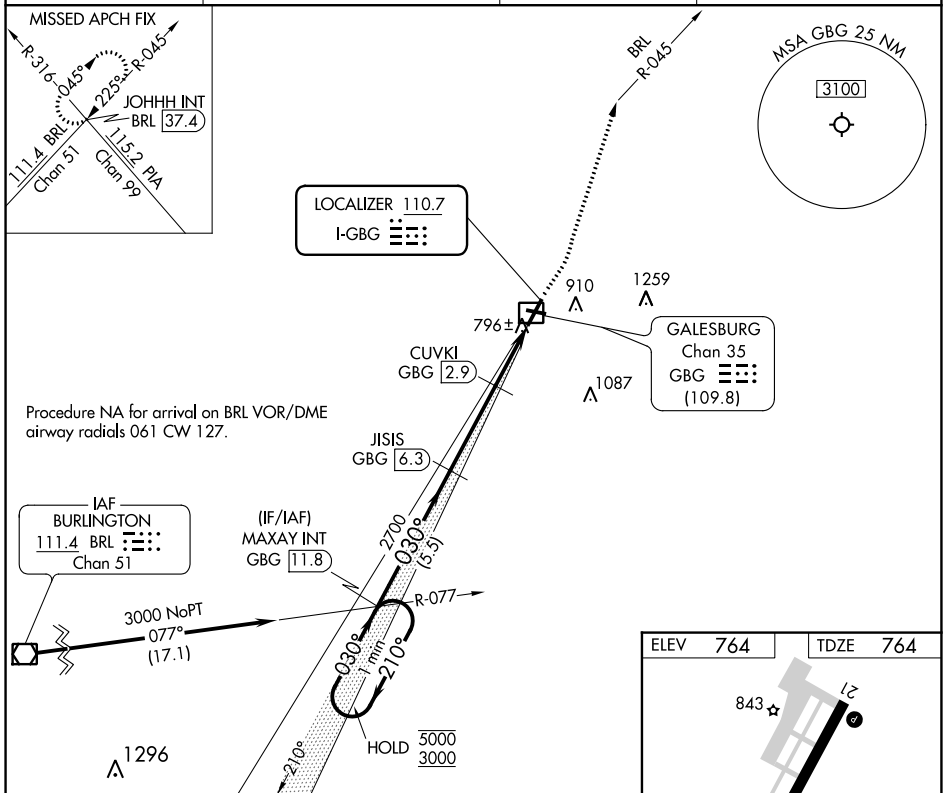 MISSED APCH FIX
R-316
045°
R-045
225°
JOHHH INT
BRL 37.4
111.4 BRL
Chan 51
115.2 PIA
Chan 99
BRL
R-045
MSA GBG 25 NM
3100
LOCALIZER 110.7
I-GBG
910
1259
796±
GALESBURG
Chan 35
GBG
(109.8)
CUVKI
GBG 2.9
1087
Procedure NA for arrival on BRL VOR/DME
airway radials 061 CW 127.
JISIS
GBG 6.3
IAF
BURLINGTON
111.4 BRL
Chan 51
(IF/IAF)
MAXAY INT
GBG 11.8
2700
030°
(5.5)
3000 NoPT
077°
(17.1)
R-077
030°
1 min
210°
HOLD 5000
3000
210°
1296
ELEV 764
TDZE 764
843
21
P